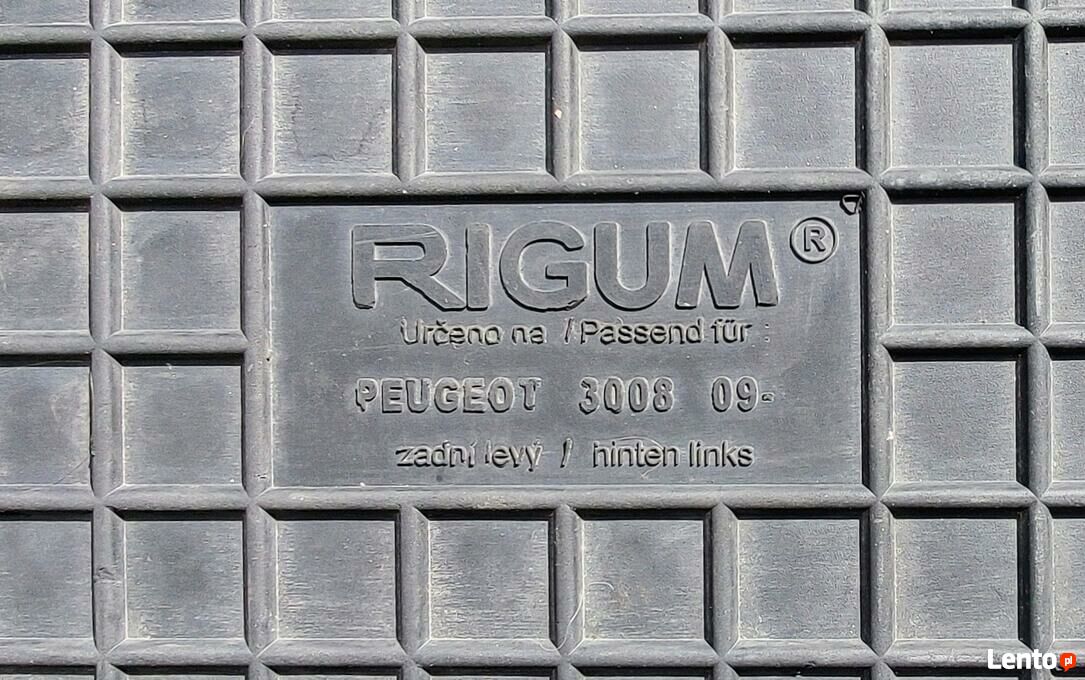 RIGUM®
Určeno na / Passend für :
PEUGEOT 3008 09-
zadní levý / hinten links
Lento.pl